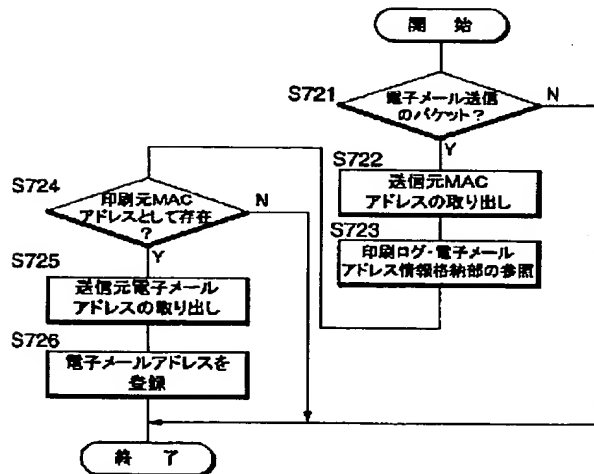 開 始
S721
電子メール送信
のパケット?
N
Y
S722
送信元MAC
アドレスの取り出し
S723
印刷ログ・電子メール
アドレス情報格納部の参照
S724
印刷元MAC
アドレスとして存在
?
N
Y
S725
送信元電子メール
アドレスの取り出し
S726
電子メールアドレスを
登録
終 了